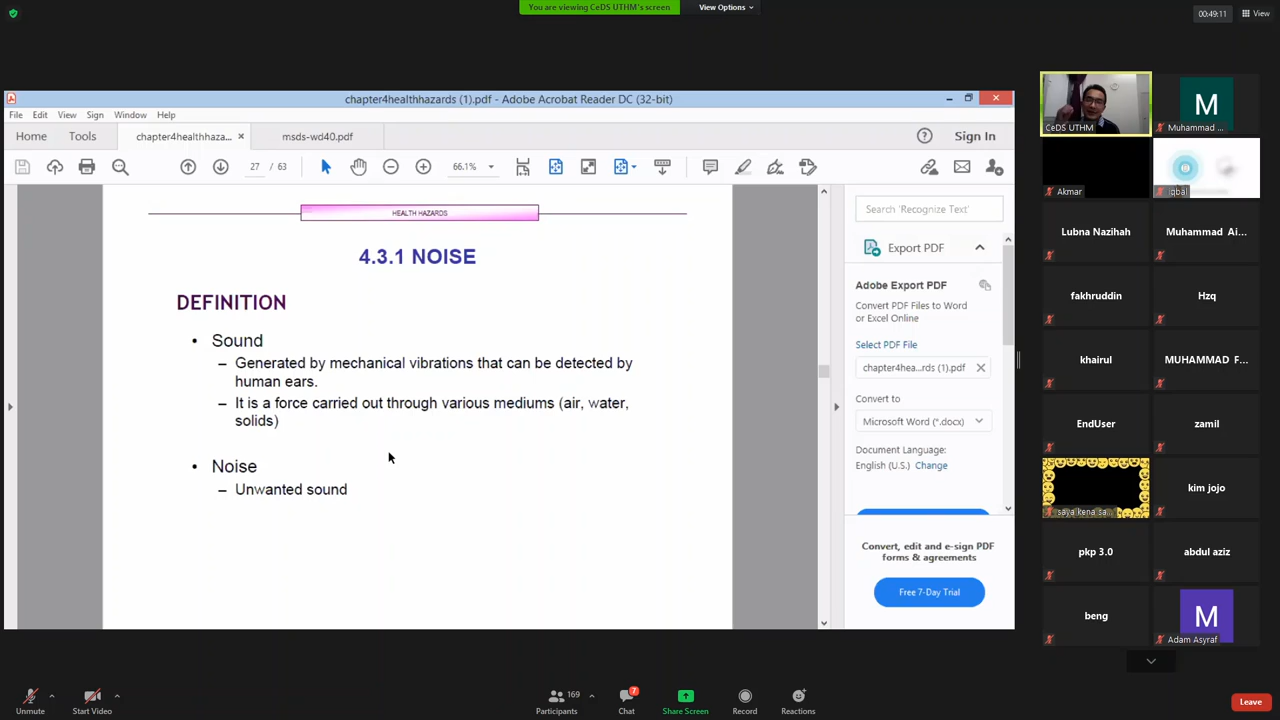 You are viewing CeDS UTHM's screen
View Options
00:49:11
View
chapter4healthhazards (1).pdf - Adobe Acrobat Reader DC (32-bit)
File Edit View Sign Window Help
Home Tools chapter4healthhaza... msds-wd40.pdf Sign In
27 / 63 66.1%
HEALTH HAZARDS
4.3.1 NOISE
DEFINITION
• Sound
– Generated by mechanical vibrations that can be detected by
human ears.
– It is a force carried out through various mediums (air, water,
solids)
• Noise
– Unwanted sound
Search 'Recognize Text'
Export PDF
Adobe Export PDF
Convert PDF Files to Word
or Excel Online
Select PDF File
chapter4hea...rds (1).pdf
Convert to
Microsoft Word (*.docx)
Document Language:
English (U.S.) Change
Convert, edit and e-sign PDF
forms & agreements
Free 7-Day Trial
CeDS UTHM
M
Muhammad ...
Akmar
Iqbal
Lubna Nazihah
Muhammad Ai...
fakhruddin
Hzq
khairul
MUHAMMAD F...
EndUser
zamil
saya kena sa...
kim jojo
pkp 3.0
abdul aziz
beng
M
Adam Asyraf
Unmute
Start Video
169
Participants
7
Chat
Share Screen
Record
Reactions
Leave